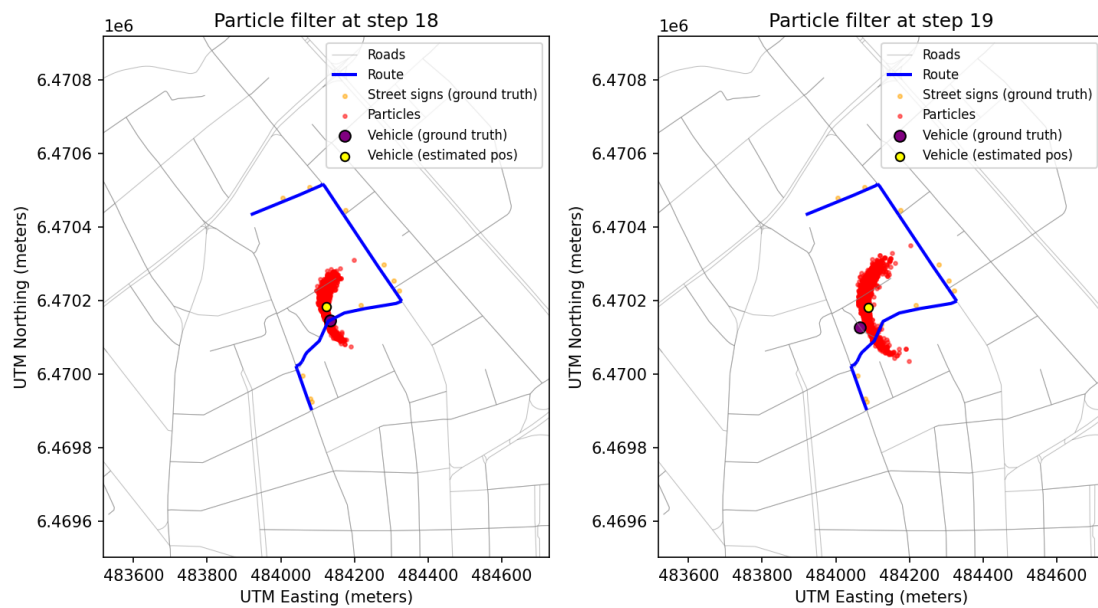 Particle filter at step 18
1e6
6.4708
6.4706
6.4704
6.4702
6.4700
6.4698
6.4696
UTM Northing (meters)
483600
483800
484000
484200
484400
484600
UTM Easting (meters)
Roads
Route
Street signs (ground truth)
Particles
Vehicle (ground truth)
Vehicle (estimated pos)
Particle filter at step 19
1e6
6.4708
6.4706
6.4704
6.4702
6.4700
6.4698
6.4696
UTM Northing (meters)
483600
483800
484000
484200
484400
484600
UTM Easting (meters)
Roads
Route
Street signs (ground truth)
Particles
Vehicle (ground truth)
Vehicle (estimated pos)